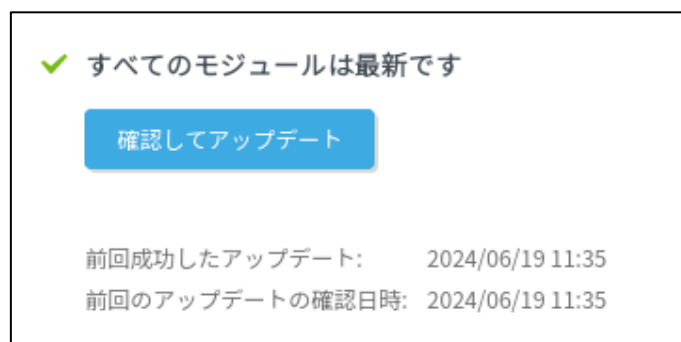 すべてのモジュールは最新です
確認してアップデート
前回成功したアップデート: 2024/06/19 11:35
前回のアップデートの確認日時: 2024/06/19 11:35